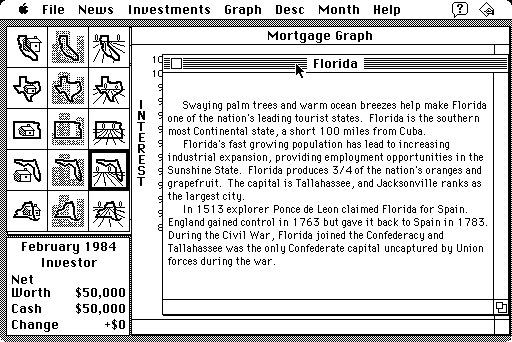 File News Investments Graph Desc Month Help
Mortgage Graph
Florida
Swaying palm trees and warm ocean breezes help make Florida
one of the nation's leading tourist states. Florida is the southern
most Continental state, a short 100 miles from Cuba.
Florida's fast growing population has lead to increasing
industrial expansion, providing employment opportunities in the
Sunshine State. Florida produces 3/4 of the nation's oranges and
grapefruit. The capital is Tallahassee, and Jacksonville ranks as
the largest city.
In 1513 explorer Ponce de Leon claimed Florida for Spain.
England gained control in 1763 but gave it back to Spain in 1783.
During the Civil War, Florida joined the Confederacy and
Tallahassee was the only Confederate capital uncaptured by Union
forces during the war.
INTEREST
February 1984
Investor
Net
Worth $50,000
Cash $50,000
Change +$0